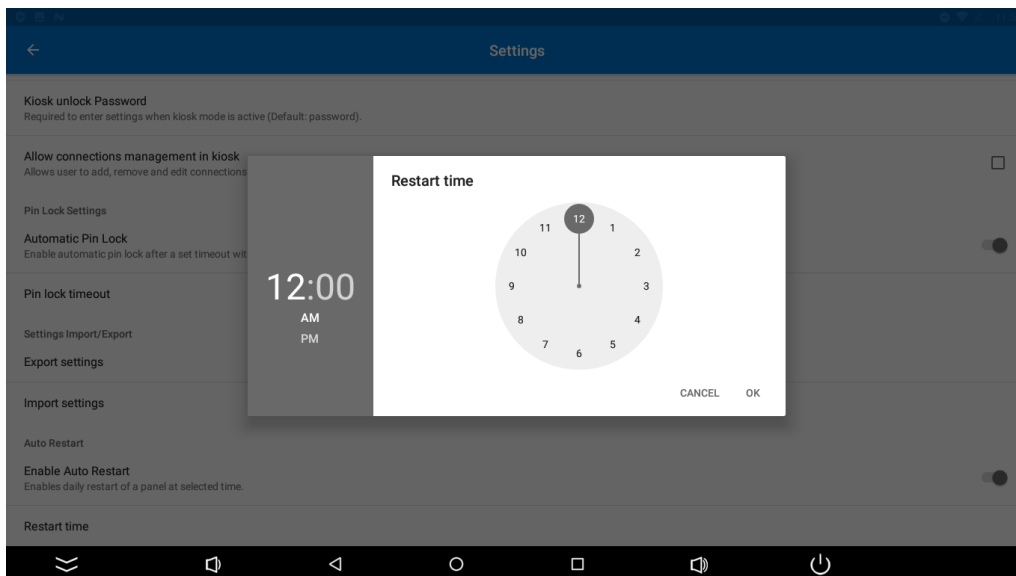 Settings
Kiosk unlock Password
Required to enter settings when kiosk mode is active (Default: password).
Allow connections management in kiosk
Allows user to add, remove and edit connections
Pin Lock Settings
Automatic Pin Lock
Enable automatic pin lock after a set timeout wit
Pin lock timeout
Settings Import/Export
Export settings
Import settings
Auto Restart
Enable Auto Restart
Enables daily restart of a panel at selected time.
Restart time
12:00
AM
PM
Restart time
12
1
2
3
4
5
6
7
8
9
10
11
CANCEL OK